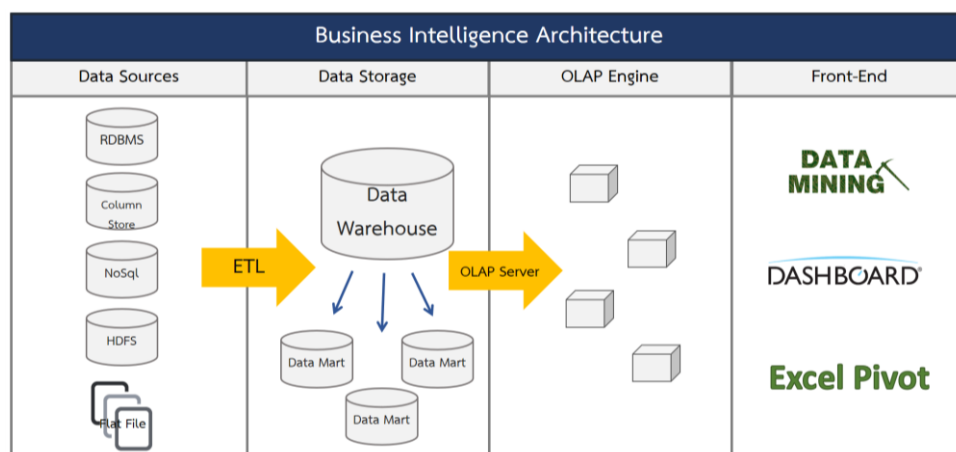 Business Intelligence Architecture
Data Sources
Data Storage
OLAP Engine
Front-End
RDBMS
Column
Store
NoSql
HDFS
Flat File
ETL
Data
Warehouse
Data Mart
Data Mart
Data Mart
OLAP Server
DATA
MINING
DASHBOARD®
Excel Pivot